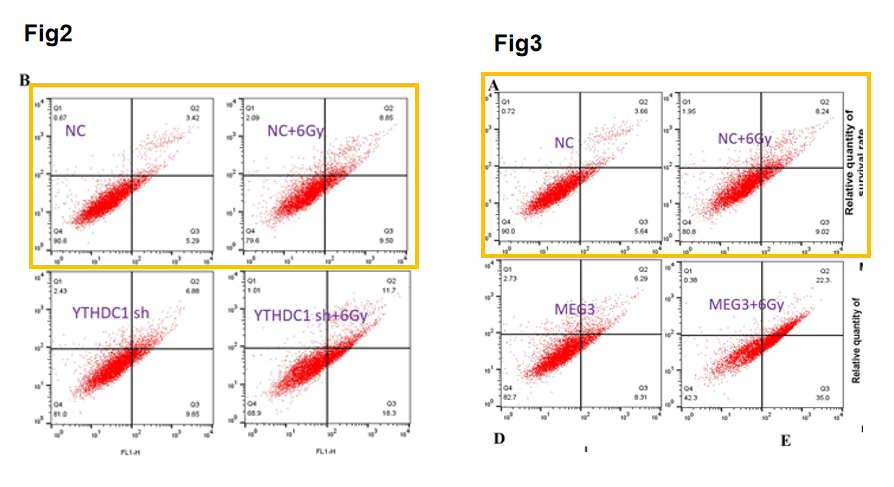 Fig2
Fig3
B
Q1
0.67
Q2
3.42
NC
Q4
90.6
Q3
5.29
Q1
2.09
Q2
8.85
NC+6Gy
Q4
79.6
Q3
9.50
Q1
2.43
Q2
6.88
YTHDC1 sh
Q4
81.0
Q3
9.65
FL1-H
Q1
1.01
Q2
11.7
YTHDC1 sh+6Gy
Q4
68.9
Q3
18.3
FL1-H
A
Q1
0.72
Q2
3.66
NC
Q4
90.0
Q3
5.64
Q1
1.95
Q2
8.24
NC+6Gy
Q4
80.8
Q3
9.02
Relative quantity of
survival rate
Q1
2.73
Q2
6.29
MEG3
Q4
82.7
Q3
8.31
Q1
0.38
Q2
22.3
MEG3+6Gy
Q4
42.3
Q3
35.0
Relative quantity of
D
E